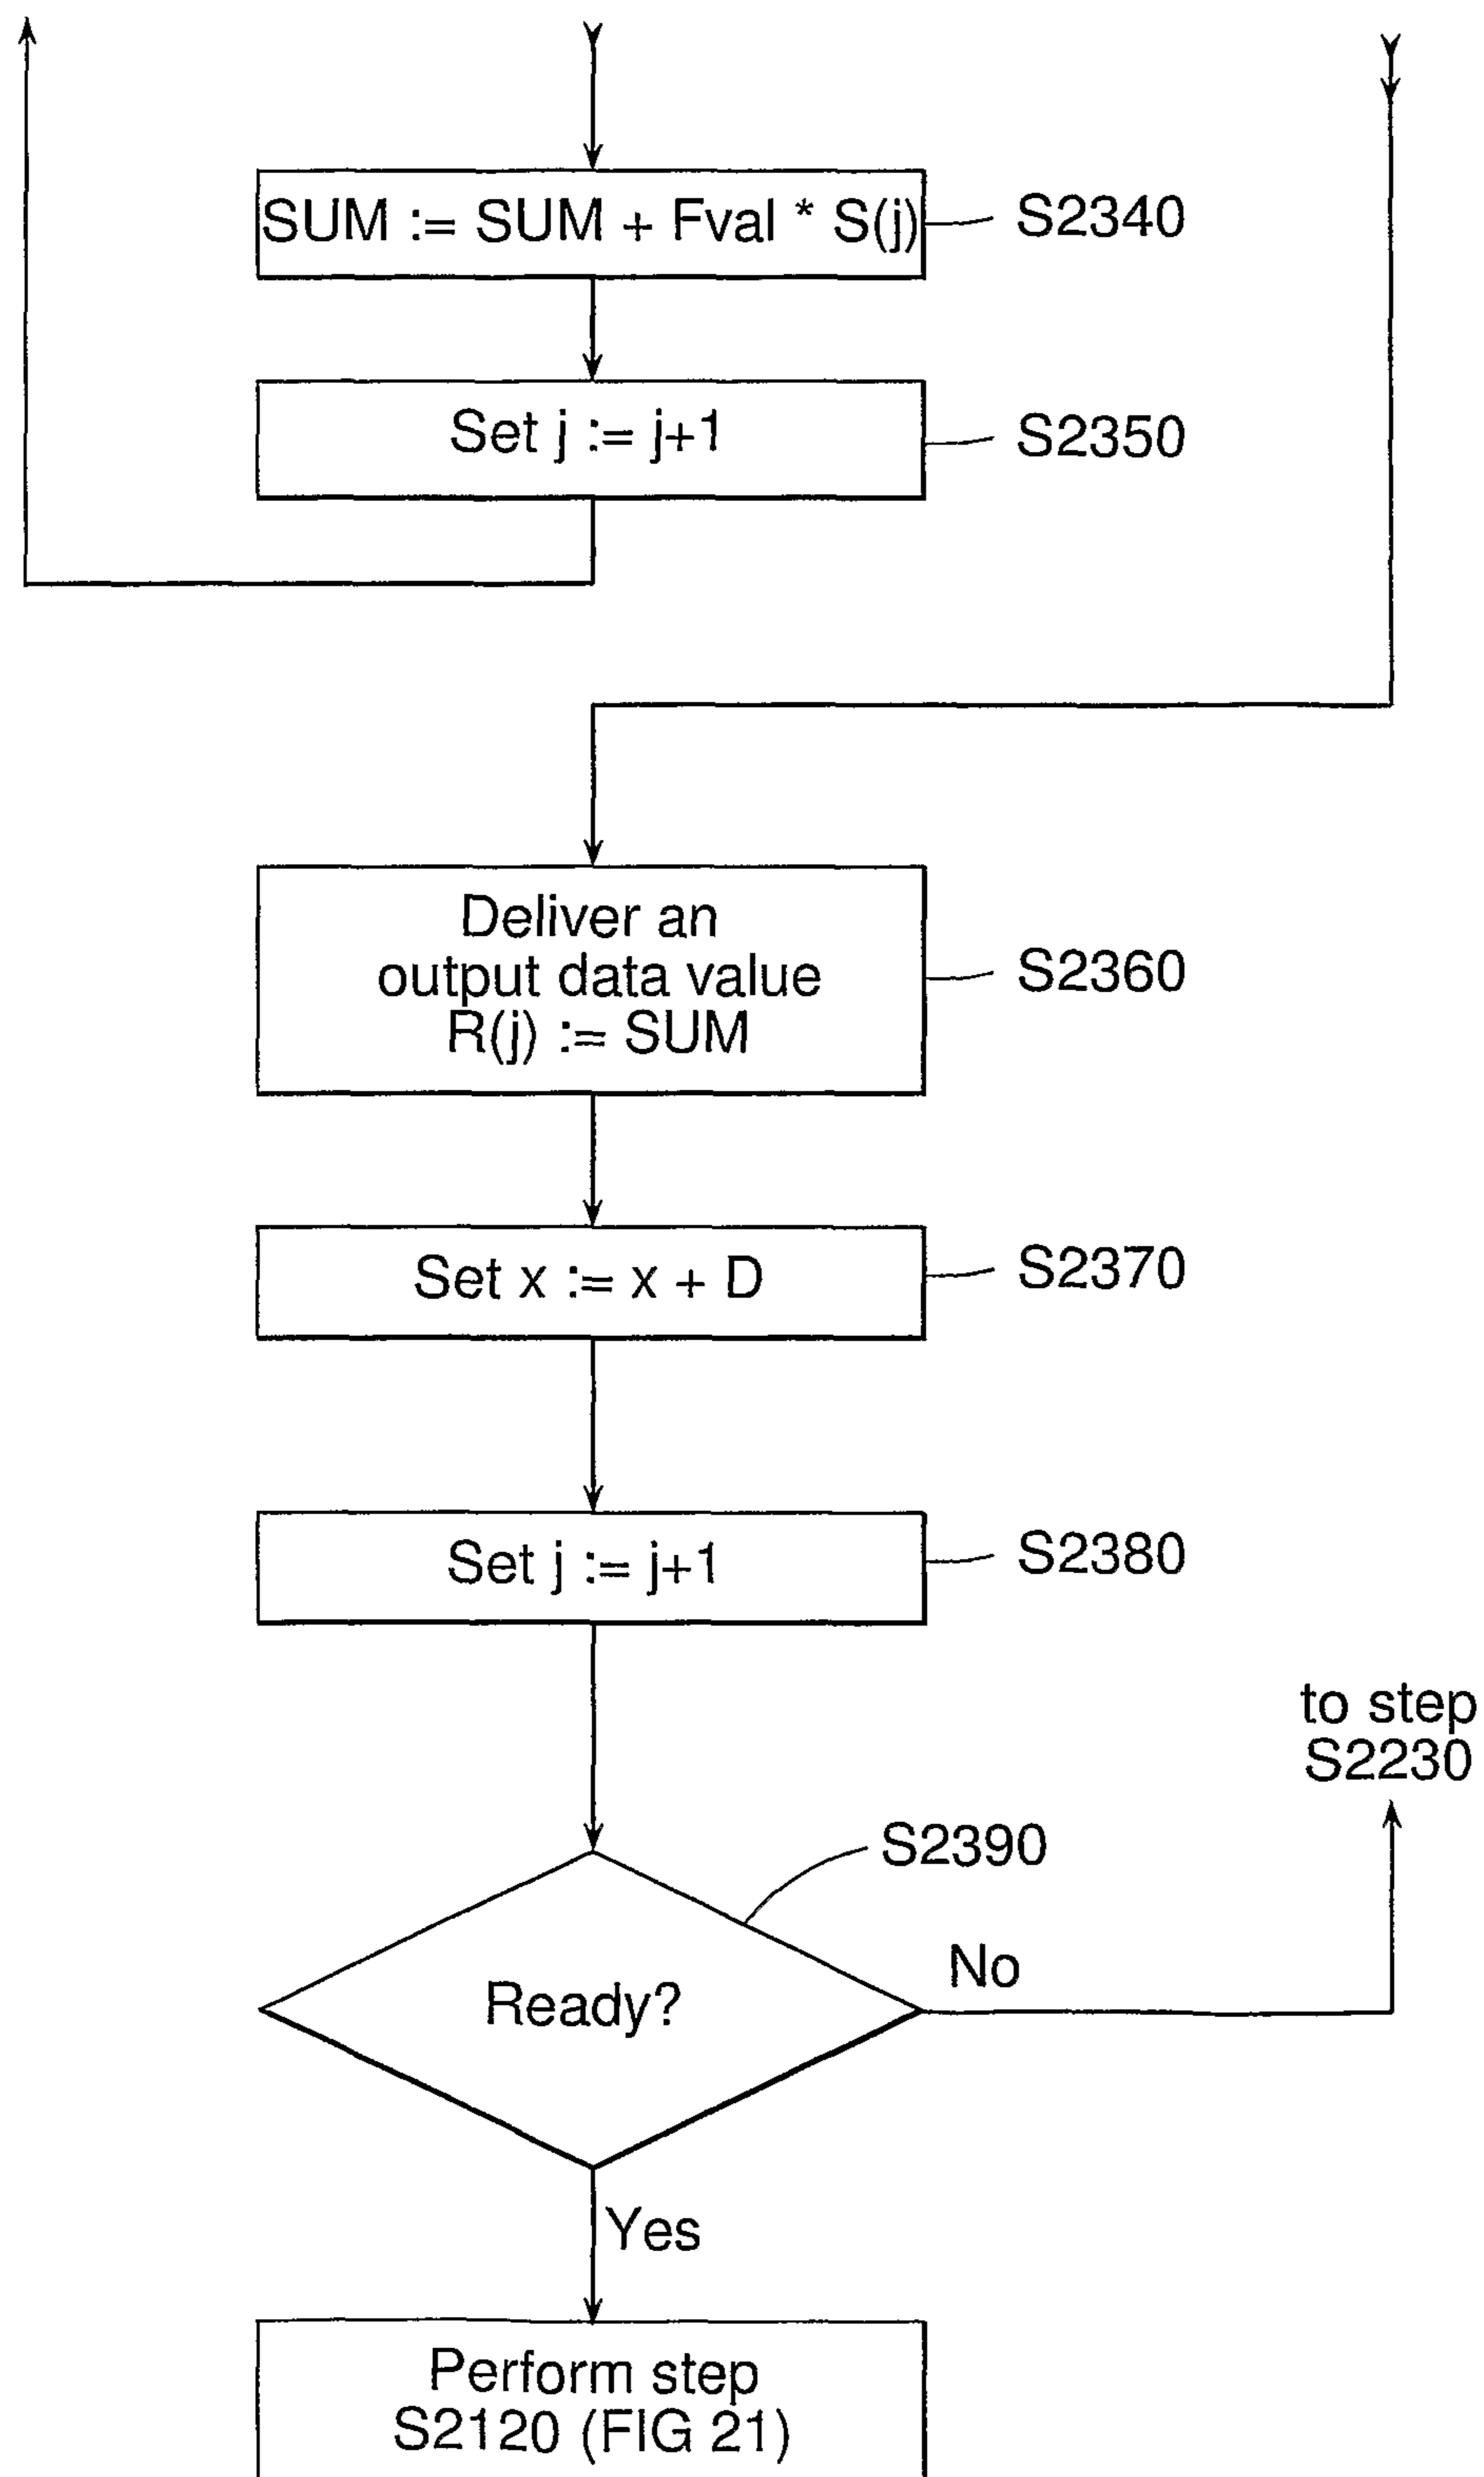 SUM := SUM + Fval * S(j)
S2340
Set j := j+1
S2350
Deliver an
output data value
R(j) := SUM
S2360
Set x := x + D
S2370
Set j := j+1
S2380
to step
S2230
S2390
No
Ready?
Yes
Perform step
S2120 (FIG 21)